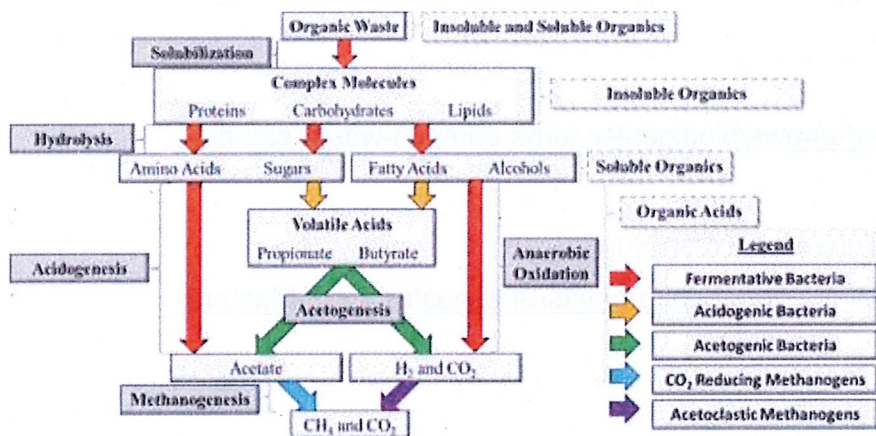 Organic Waste
Insoluble and Soluble Organics
Solubilization
Complex Molecules
Proteins Carbohydrates Lipids
Insoluble Organics
Hydrolysis
Amino Acids Sugars
Fatty Acids Alcohols
Soluble Organics
Volatile Acids
Propionate Butyrate
Organic Acids
Acidogenesis
Anaerobic
Oxidation
Acetogenesis
Acetate
H₂ and CO₂
Methanogenesis
CH₄ and CO₂
Legend
Fermentative Bacteria
Acidogenic Bacteria
Acetogenic Bacteria
CO₂ Reducing Methanogens
Acetoclastic Methanogens